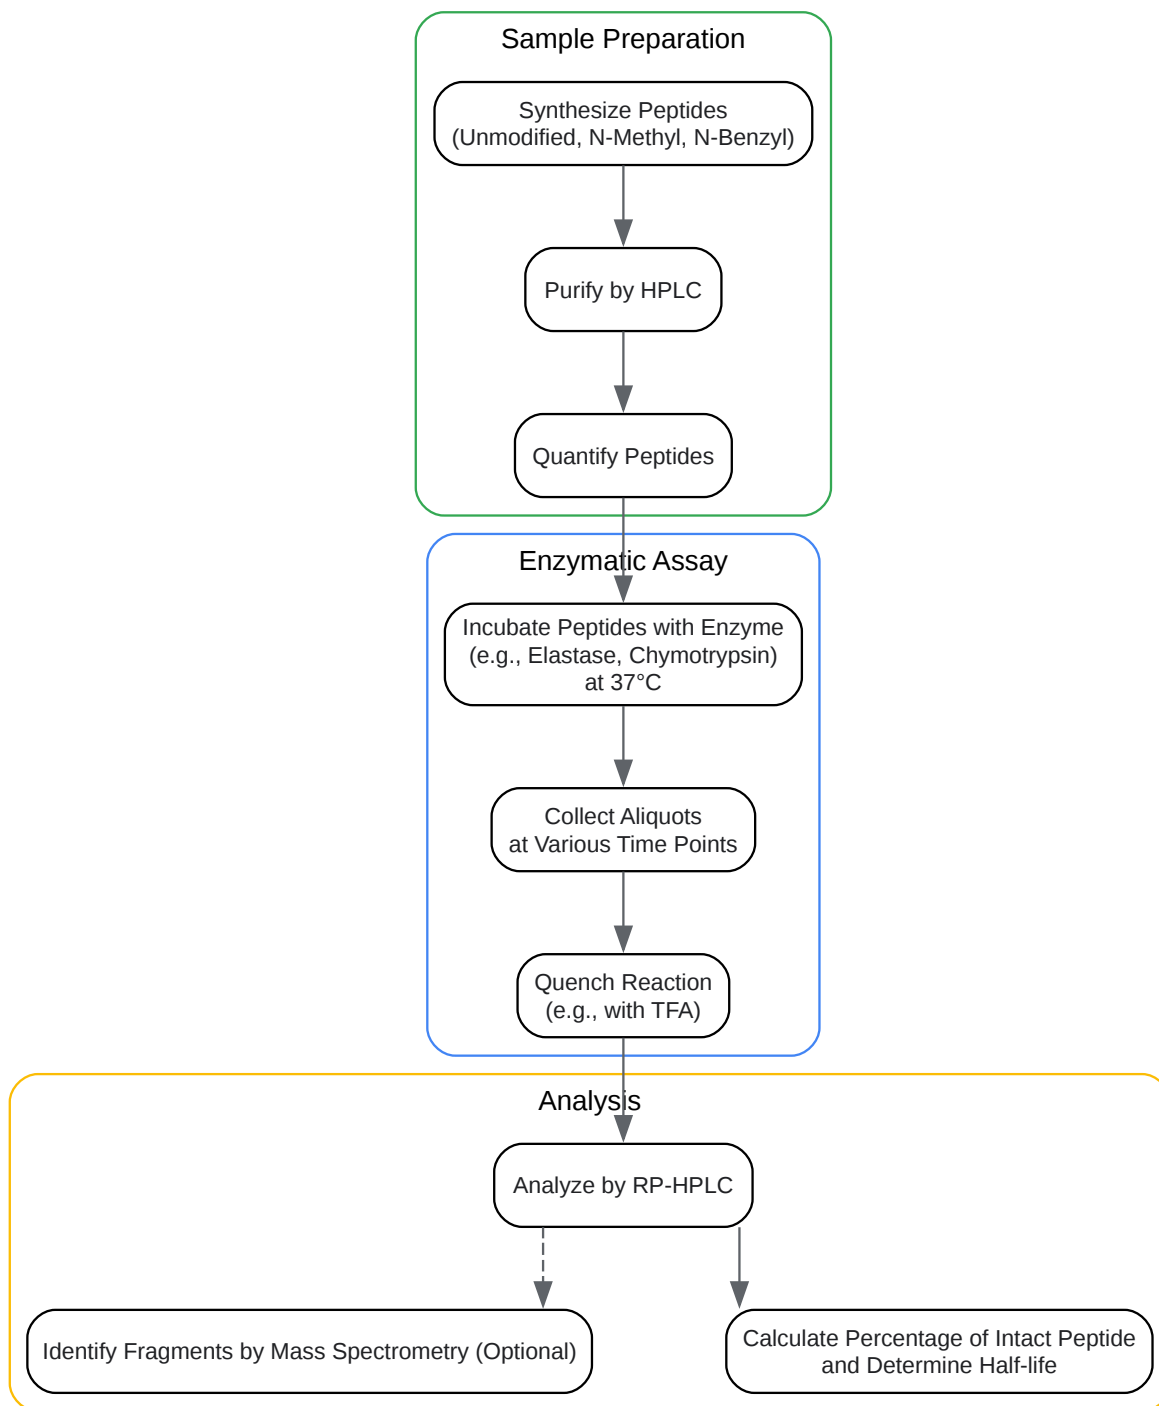 Sample Preparation
Synthesize Peptides
(Unmodified, N-Methyl, N-Benzyl)
Purify by HPLC
Quantify Peptides
Enzymatic Assay
Incubate Peptides with Enzyme
(e.g., Elastase, Chymotrypsin)
at 37°C
Collect Aliquots
at Various Time Points
Quench Reaction
(e.g., with TFA)
Analysis
Analyze by RP-HPLC
Identify Fragments by Mass Spectrometry (Optional)
Calculate Percentage of Intact Peptide
and Determine Half-life